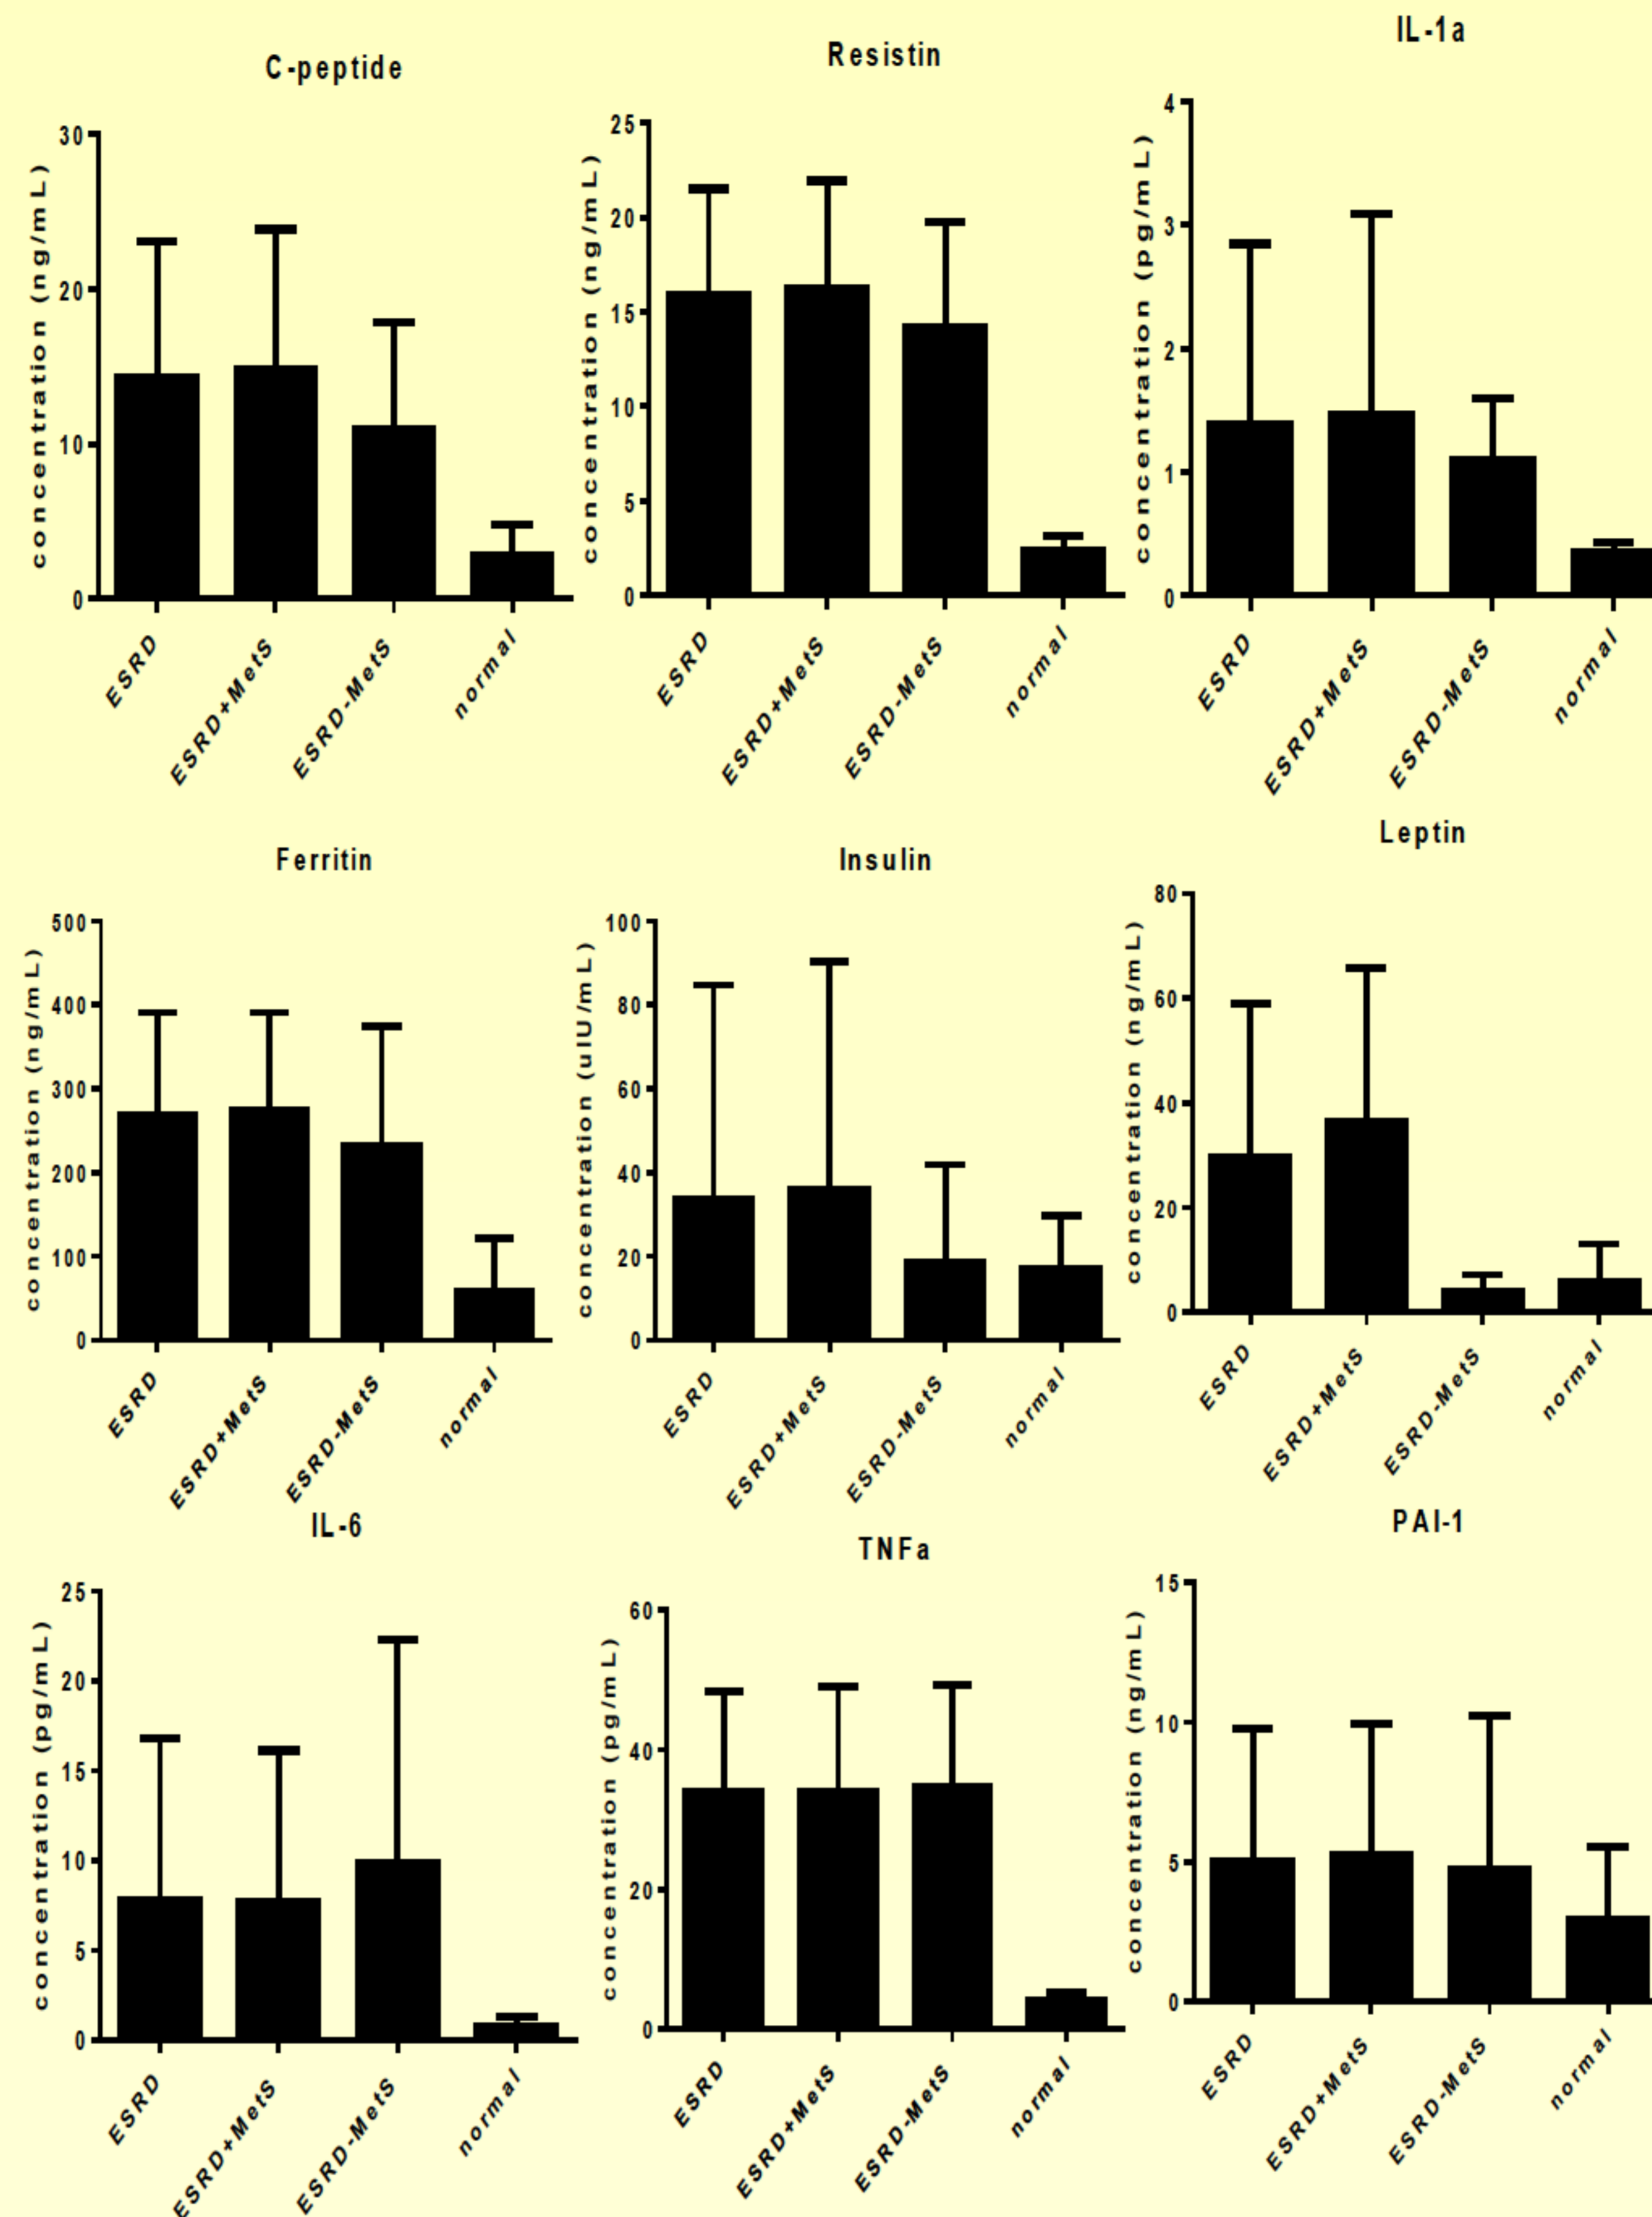 C-peptide
concentration (ng/mL)
30
20
10
0
ESRD
ESRD+MetS
ESRD-MetS
normal
Resistin
concentration (ng/mL)
25
20
15
10
5
0
ESRD
ESRD+MetS
ESRD-MetS
normal
IL-1a
concentration (pg/mL)
4
3
2
1
0
ESRD
ESRD+MetS
ESRD-MetS
normal
Ferritin
concentration (ng/mL)
500
400
300
200
100
0
ESRD
ESRD+MetS
ESRD-MetS
normal
Insulin
concentration (uIU/mL)
100
80
60
40
20
0
ESRD
ESRD+MetS
ESRD-MetS
normal
Leptin
concentration (ng/mL)
80
60
40
20
0
ESRD
ESRD+MetS
ESRD-MetS
normal
IL-6
concentration (pg/mL)
25
20
15
10
5
0
ESRD
ESRD+MetS
ESRD-MetS
normal
TNFa
concentration (pg/mL)
60
40
20
0
ESRD
ESRD+MetS
ESRD-MetS
normal
PAI-1
concentration (ng/mL)
15
10
5
0
ESRD
ESRD+MetS
ESRD-MetS
normal